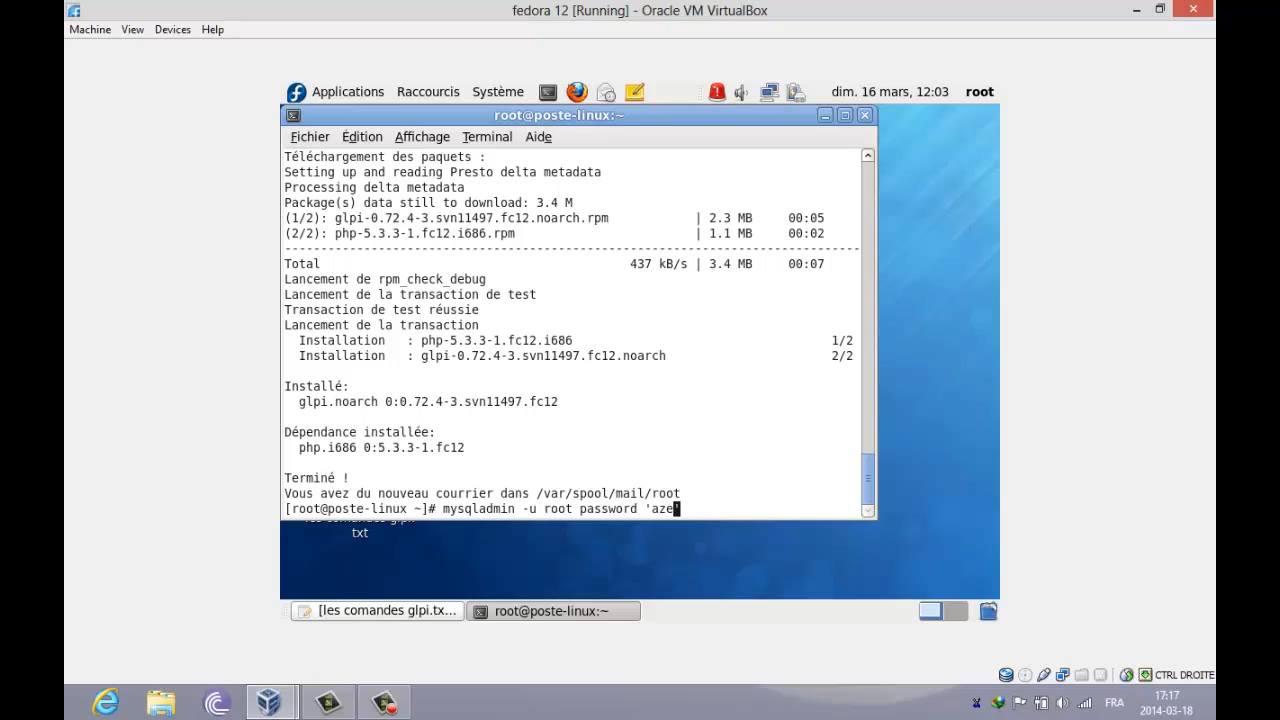 fedora 12 [Running] - Oracle VM VirtualBox
Machine View Devices Help
Applications Raccourcis Système dim. 16 mars, 12:03 root
root@poste-linux:~
Fichier Édition Affichage Terminal Aide
Téléchargement des paquets :
Setting up and reading Presto delta metadata
Processing delta metadata
Package(s) data still to download: 3.4 M
(1/2): glpi-0.72.4-3.svn11497.fc12.noarch.rpm | 2.3 MB 00:05
(2/2): php-5.3.3-1.fc12.i686.rpm | 1.1 MB 00:02
--------------------------------------------------------------------------------
Total 437 kB/s | 3.4 MB 00:07
Lancement de rpm_check_debug
Lancement de la transaction de test
Transaction de test réussie
Lancement de la transaction
Installation : php-5.3.3-1.fc12.i686 1/2
Installation : glpi-0.72.4-3.svn11497.fc12.noarch 2/2
Installé:
glpi.noarch 0:0.72.4-3.svn11497.fc12
Dépendance installée:
php.i686 0:5.3.3-1.fc12
Terminé !
Vous avez du nouveau courrier dans /var/spool/mail/root
[root@poste-linux ~]# mysqladmin -u root password 'aze'
txt
[les comandes glpi.tx... root@poste-linux:~
CTRL DROITE
FRA 17:17
2014-03-18